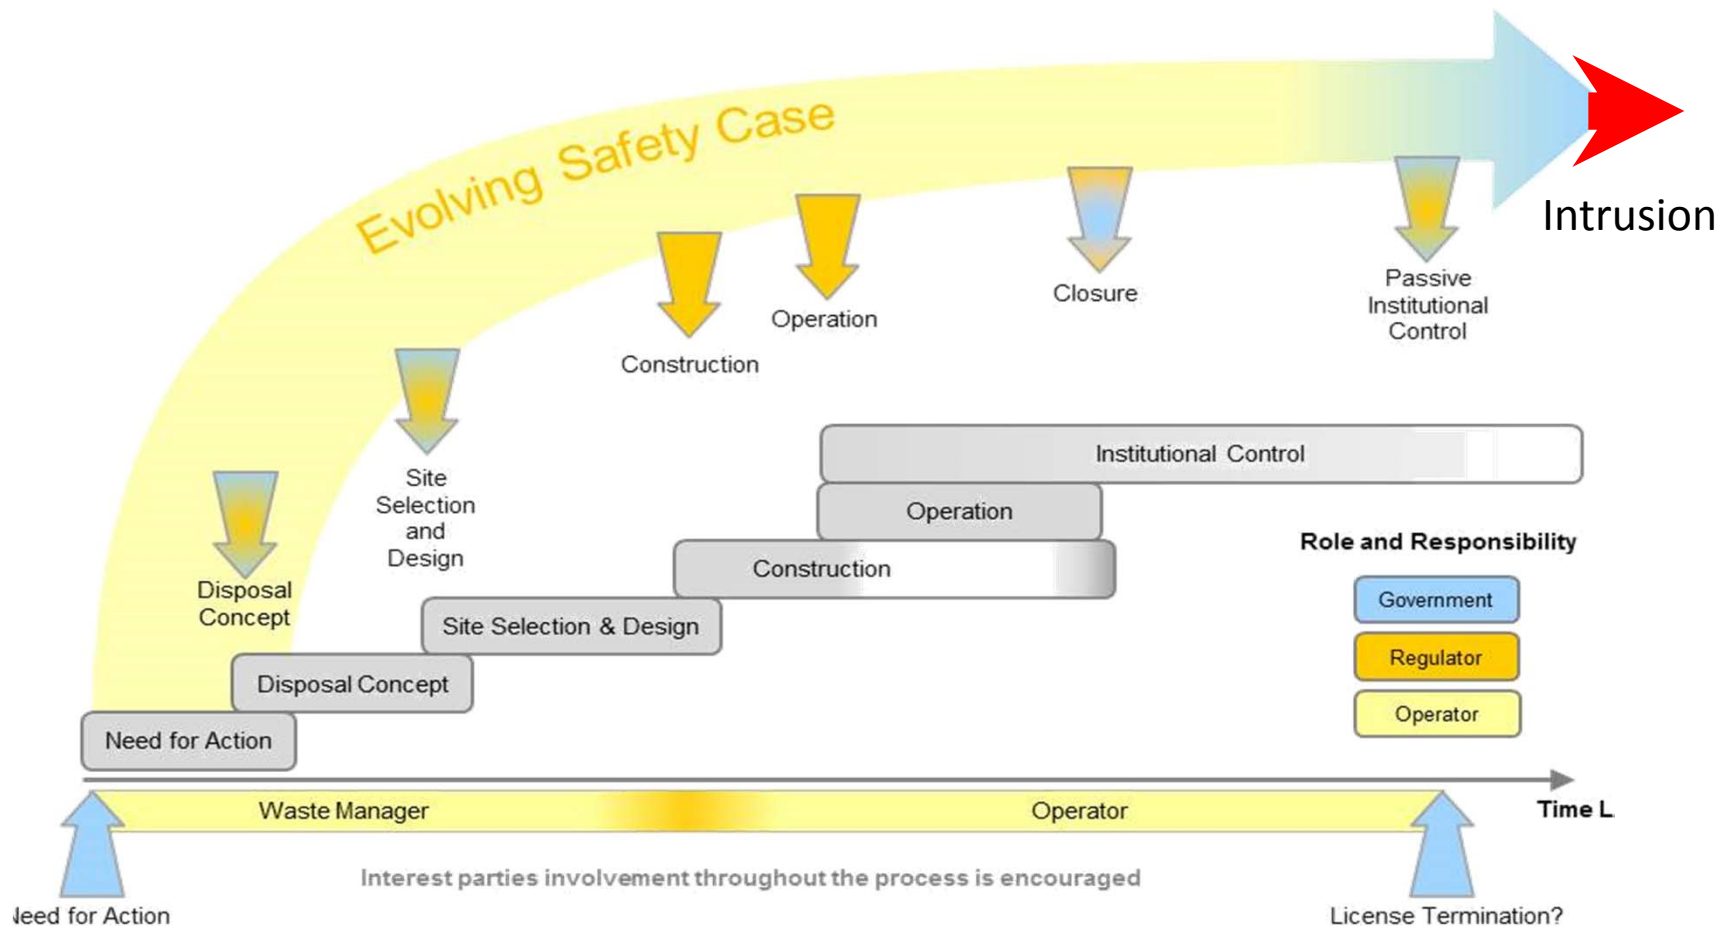 Evolving Safety Case
Intrusion
Passive
Institutional
Control
Closure
Operation
Construction
Site
Selection
and
Design
Disposal
Concept
Institutional Control
Operation
Construction
Site Selection & Design
Disposal Concept
Need for Action
Role and Responsibility
Government
Regulator
Operator
Waste Manager
Operator
Time L
Interest parties involvement throughout the process is encouraged
eed for Action
License Termination?